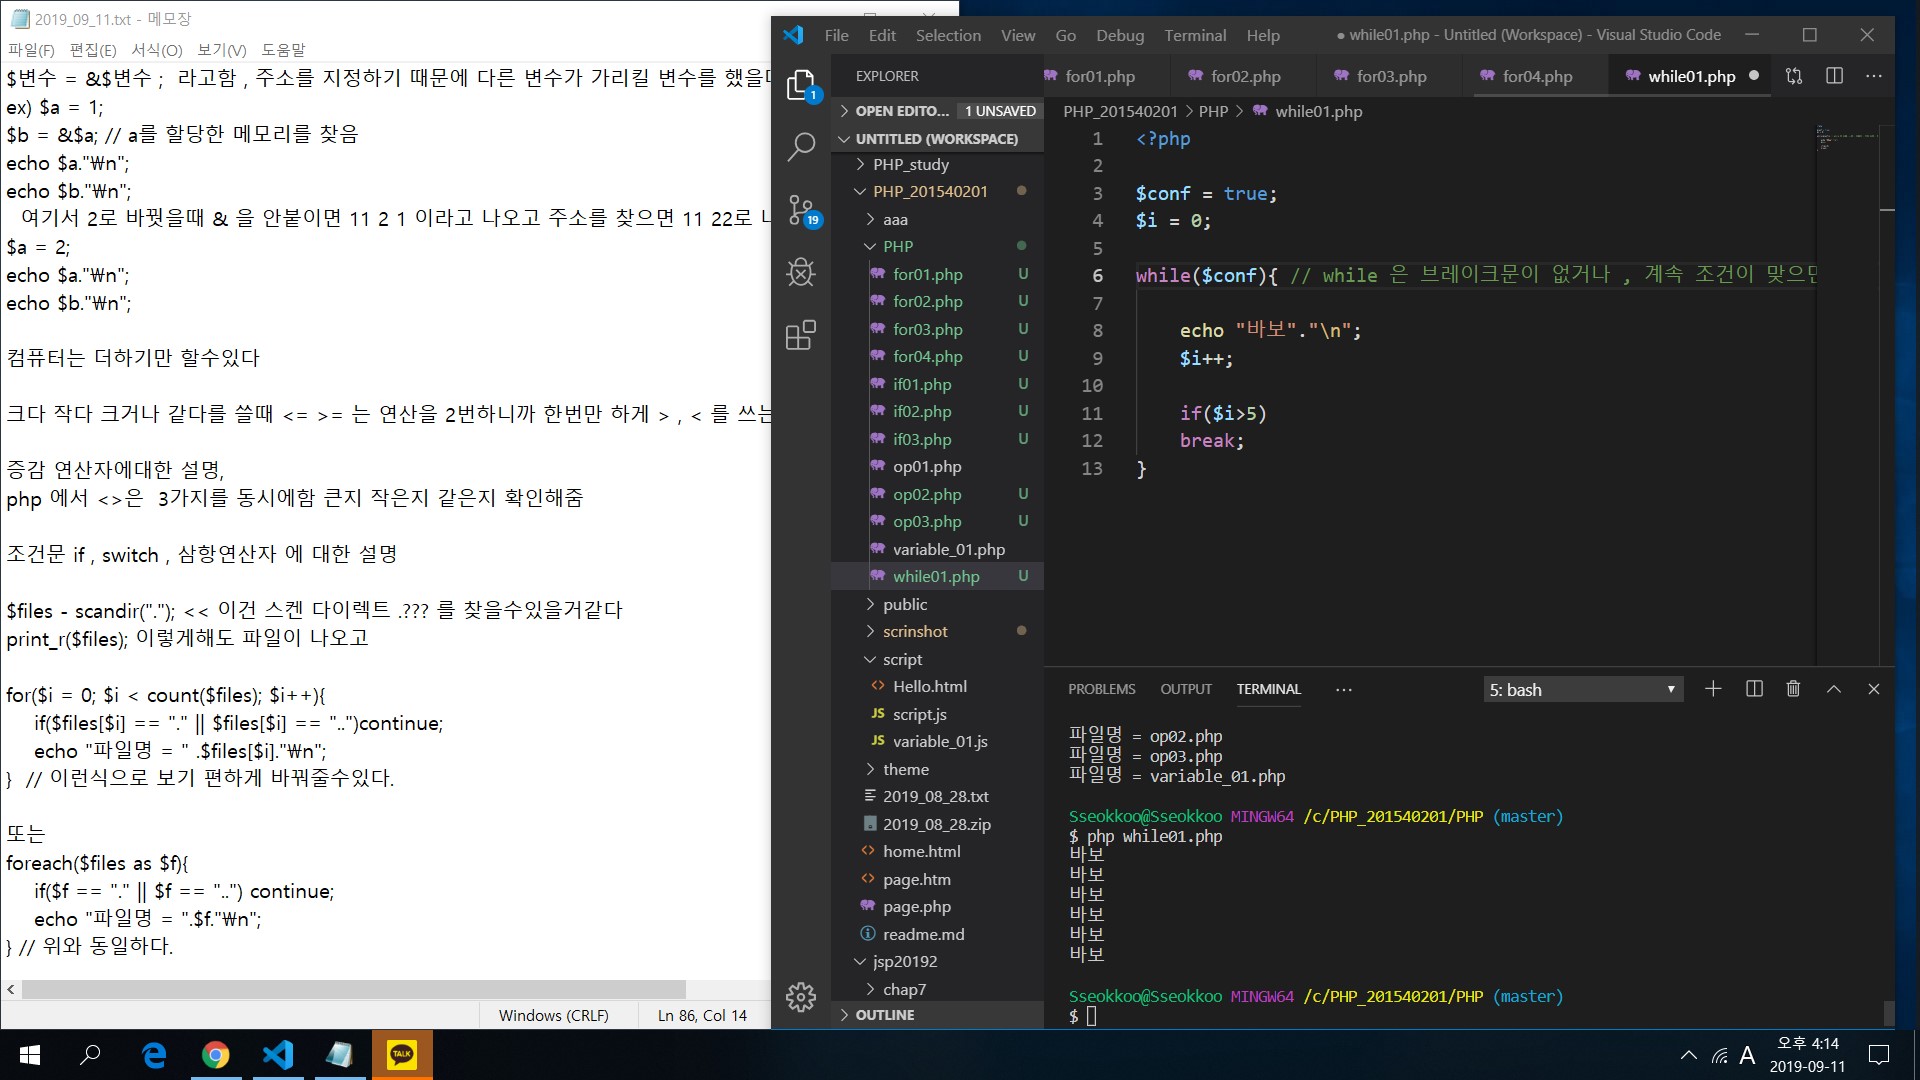 2019_09_11.txt - 메모장
파일(F) 편집(E) 서식(O) 보기(V) 도움말
$변수 = &$변수 ; 라고함 , 주소를 지정하기 때문에 다른 변수가 가리킬 변수를 했을때
ex) $a = 1;
$b = &$a; // a를 할당한 메모리를 찾음
echo $a."₩n";
echo $b."₩n";
여기서 2로 바꿧을때 & 을 안붙이면 11 2 1 이라고 나오고 주소를 찾으면 11 22로
$a = 2;
echo $a."₩n";
echo $b."₩n";
컴퓨터는 더하기만 할수있다
크다 작다 크거나 같다를 쓸때 <= >= 는 연산을 2번하니까 한번만 하게 > , < 를 쓰는
증감 연산자에대한 설명,
php 에서 <>은 3가지를 동시에함 큰지 작은지 같은지 확인해줌
조건문 if , switch , 삼항연산자 에 대한 설명
$files - scandir("."); << 이건 스켄 다이렉트 .??? 를 찾을수있을거같다
print_r($files); 이렇게해도 파일이 나오고
for($i = 0; $i < count($files); $i++){
if($files[$i] == "." || $files[$i] == "..")continue;
echo "파일명 = " .$files[$i]."₩n";
} // 이런식으로 보기 편하게 바꿔줄수있다.
또는
foreach($files as $f){
if($f == "." || $f == "..") continue;
echo "파일명 = ".$f."₩n";
} // 위와 동일하다.
Windows (CRLF) Ln 86, Col 14
File Edit Selection View Go Debug Terminal Help ● while01.php - Untitled (Workspace) - Visual Studio Code
1
19
EXPLORER
OPEN EDITO... 1 UNSAVED
UNTITLED (WORKSPACE)
PHP_study
PHP_201540201
aaa
PHP
for01.php U
for02.php U
for03.php U
for04.php U
if01.php U
if02.php U
if03.php U
op01.php
op02.php U
op03.php U
variable_01.php
while01.php U
public
scrinshot
script
Hello.html
JS script.js
JS variable_01.js
theme
2019_08_28.txt
2019_08_28.zip
home.html
page.htm
page.php
readme.md
jsp20192
chap7
OUTLINE
for01.php for02.php for03.php for04.php while01.php
PHP_201540201 > PHP > while01.php
1 <?php
2
3 $conf = true;
4 $i = 0;
5
6 while($conf){ // while 은 브레이크문이 없거나 , 계속 조건이 맞으면
7
8 echo "바보"."\n";
9 $i++;
10
11 if($i>5)
12 break;
13 }
PROBLEMS OUTPUT TERMINAL ... 5: bash
파일명 = op02.php
파일명 = op03.php
파일명 = variable_01.php
Sseokkoo@Sseokkoo MINGW64 /c/PHP_201540201/PHP (master)
$ php while01.php
바보
바보
바보
바보
바보
바보
Sseokkoo@Sseokkoo MINGW64 /c/PHP_201540201/PHP (master)
$
TALK
A 오후 4:14
2019-09-11